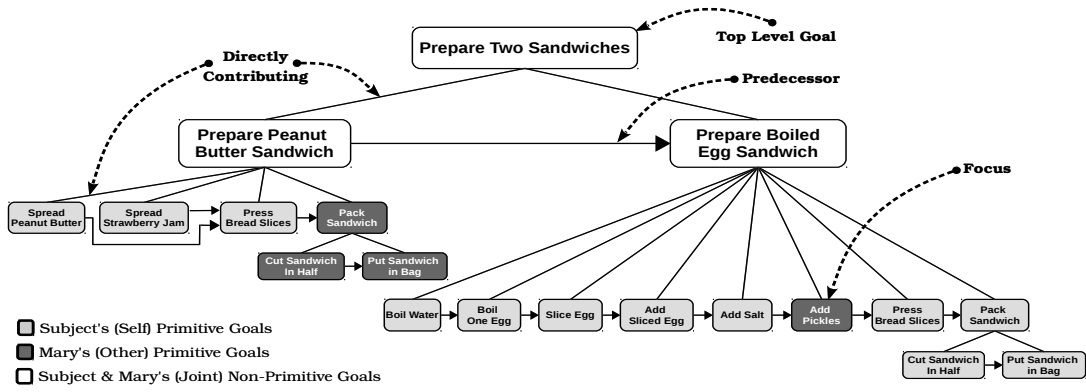 Prepare Two Sandwiches
Top Level Goal
Directly
Contributing
Predecessor
Prepare Peanut
Butter Sandwich
Prepare Boiled
Egg Sandwich
Focus
Spread
Peanut Butter
Spread
Strawberry Jam
Press
Bread Slices
Pack
Sandwich
Cut Sandwich
In Half
Put Sandwich
in Bag
Boil Water
Boil
One Egg
Slice Egg
Add
Sliced Egg
Add Salt
Add
Pickles
Press
Bread Slices
Pack
Sandwich
Cut Sandwich
In Half
Put Sandwich
in Bag
Subject's (Self) Primitive Goals
Mary's (Other) Primitive Goals
Subject & Mary's (Joint) Non-Primitive Goals